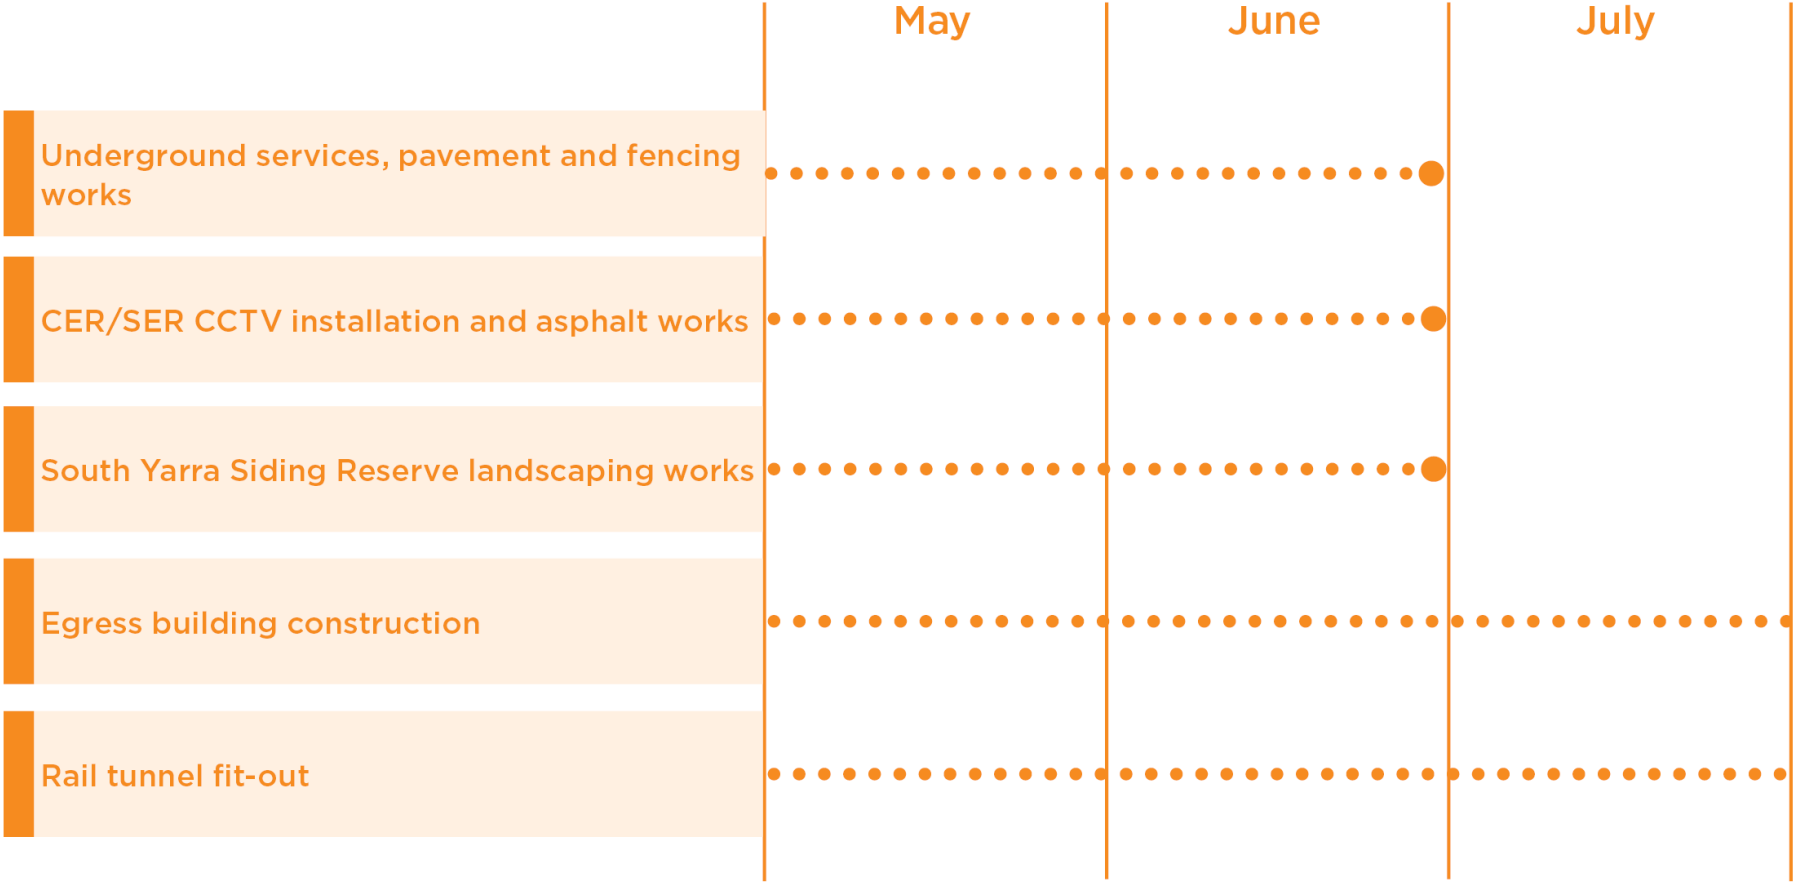 May June July
Underground services, pavement and fencing
works
CER/SER CCTV installation and asphalt works
South Yarra Siding Reserve landscaping works
Egress building construction
Rail tunnel fit-out